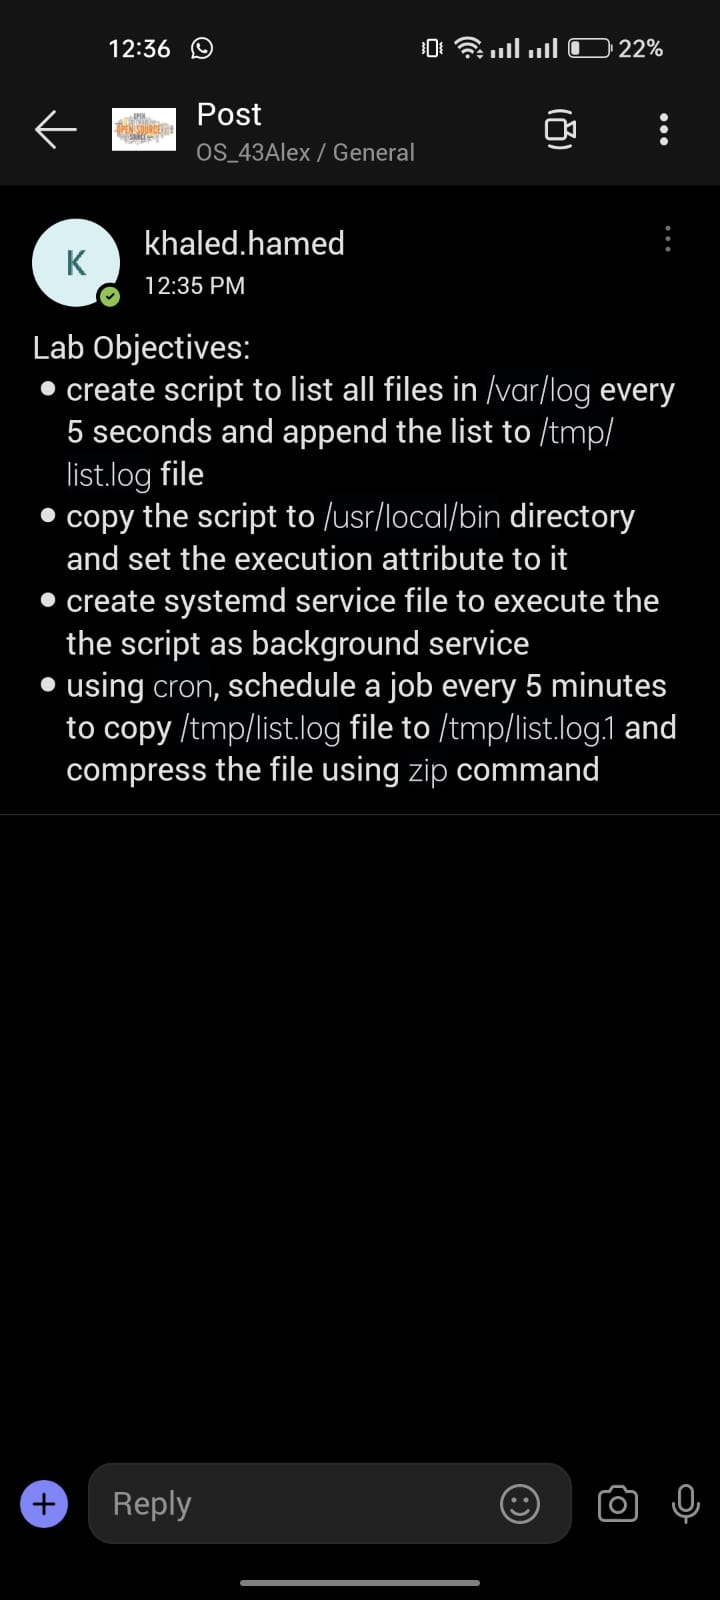 12:36
22%
OPEN SOURCE
Post
OS_43Alex / General
K
khaled.hamed
12:35 PM
Lab Objectives:
• create script to list all files in /var/log every
5 seconds and append the list to /tmp/
list.log file
• copy the script to /usr/local/bin directory
and set the execution attribute to it
• create systemd service file to execute the
the script as background service
• using cron, schedule a job every 5 minutes
to copy /tmp/list.log file to /tmp/list.log.1 and
compress the file using zip command
Reply